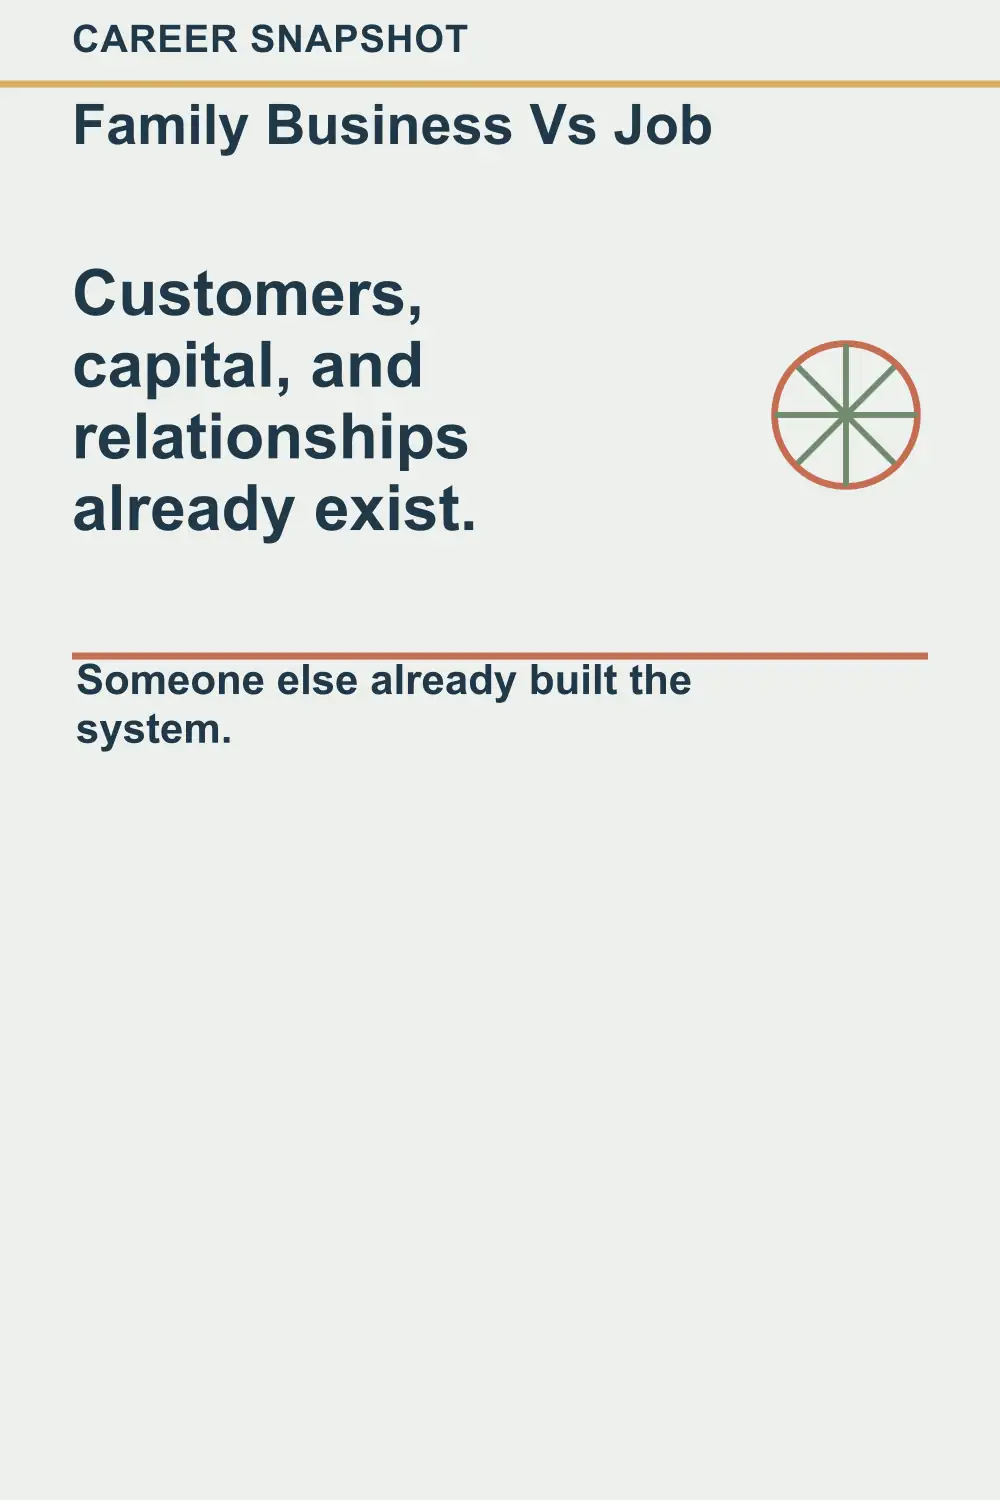 CAREER SNAPSHOT
Family Business Vs Job
Customers,
capital, and
relationships
already exist.
Someone else already built the
system.